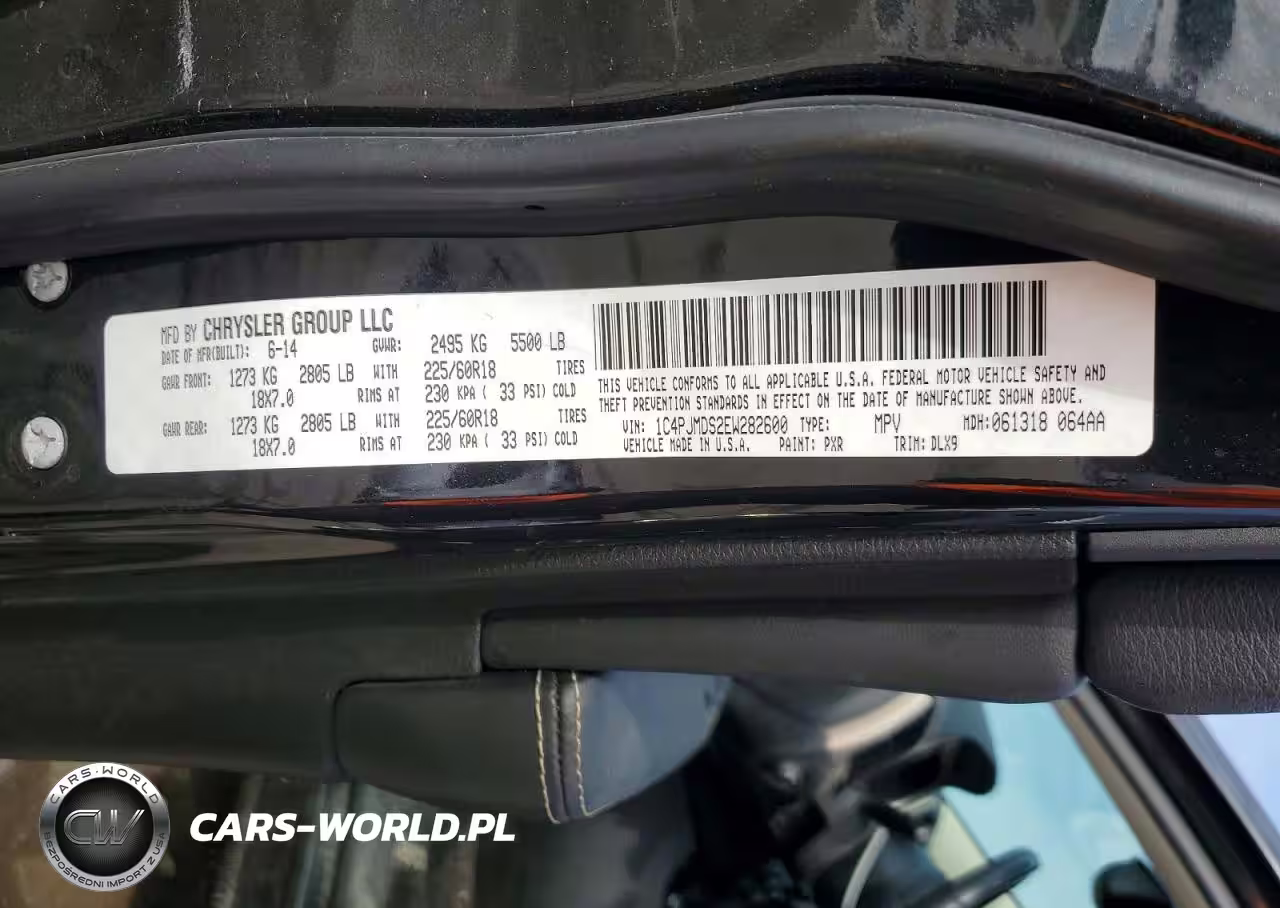 MFD BY CHRYSLER GROUP LLC
DATE OF MFR(BUILT): 6-14 GVWR: 2495 KG 5500 LB
GAWR FRONT: 1273 KG 2805 LB WITH 225/60R18 TIRES
18X7.0 RIMS AT 230 KPA ( 33 PSI) COLD
GAWR REAR: 1273 KG 2805 LB WITH 225/60R18 TIRES
18X7.0 RIMS AT 230 KPA ( 33 PSI) COLD
THIS VEHICLE CONFORMS TO ALL APPLICABLE U.S.A. FEDERAL MOTOR VEHICLE SAFETY AND
THEFT PREVENTION STANDARDS IN EFFECT ON THE DATE OF MANUFACTURE SHOWN ABOVE.
VIN: 1C4PJMDS2EW282600 TYPE: MPV MDH: 061318 064AA
VEHICLE MADE IN U.S.A. PAINT: PXR TRIM: DLX9
CARS-WORLD
CW
BEZPOŚREDNI IMPORT Z USA
CARS-WORLD.PL